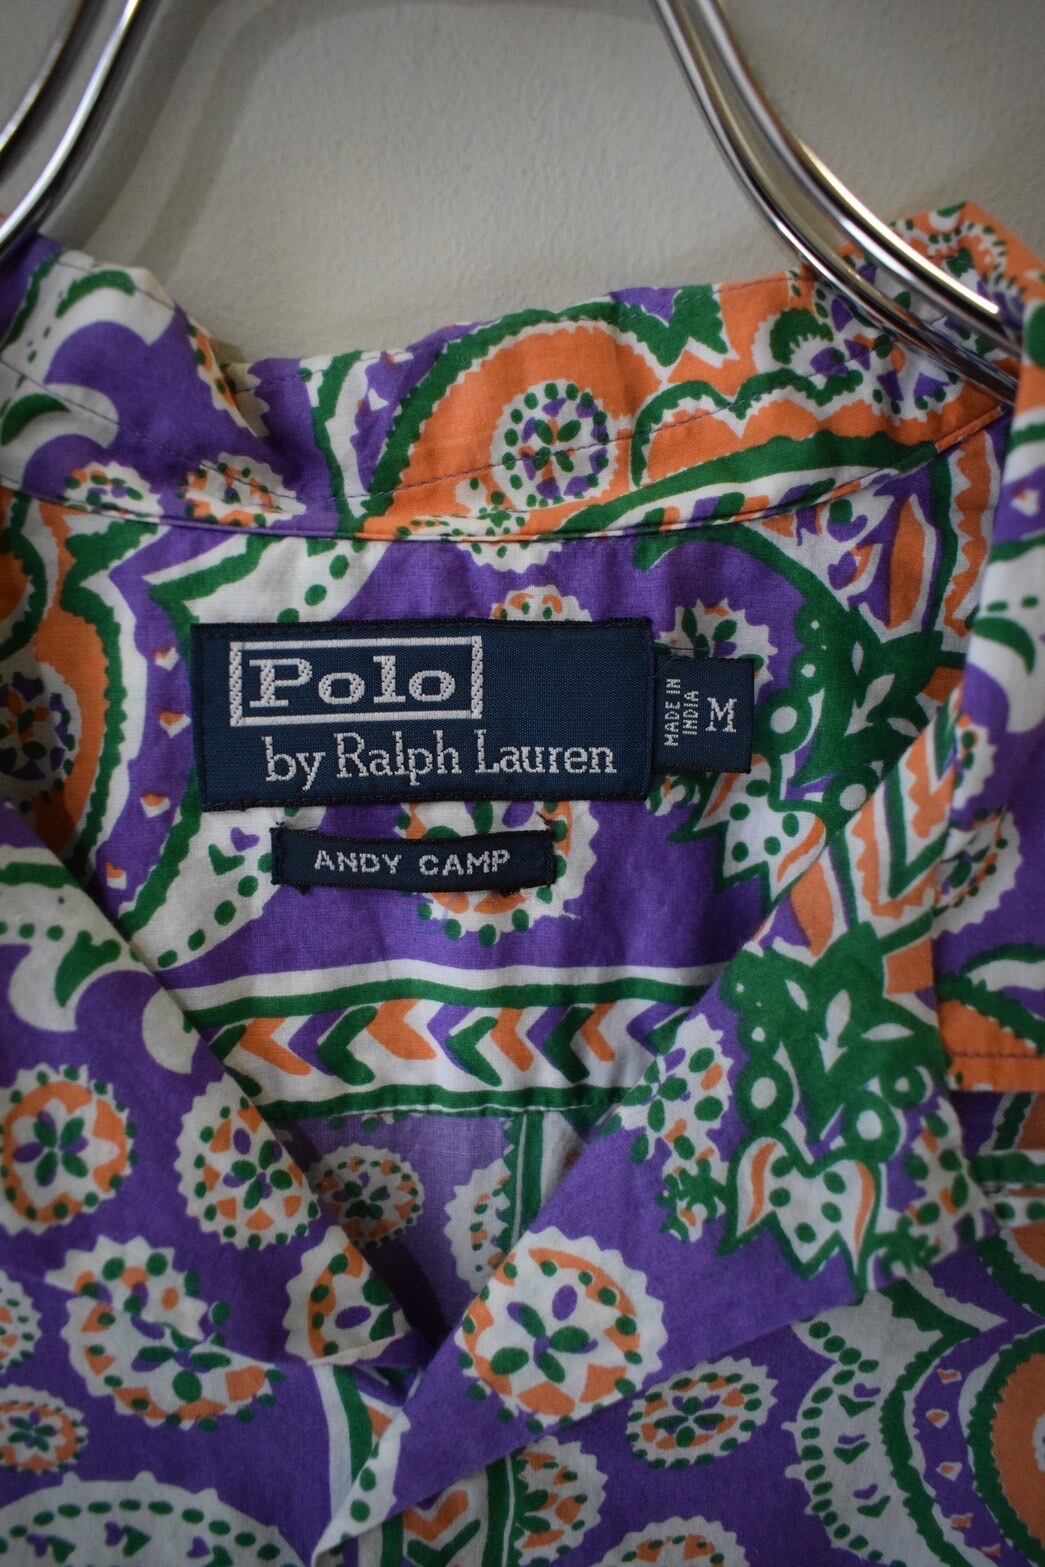 Polo
by Ralph Lauren
MADE IN
INDIA
M
ANDY CAMP